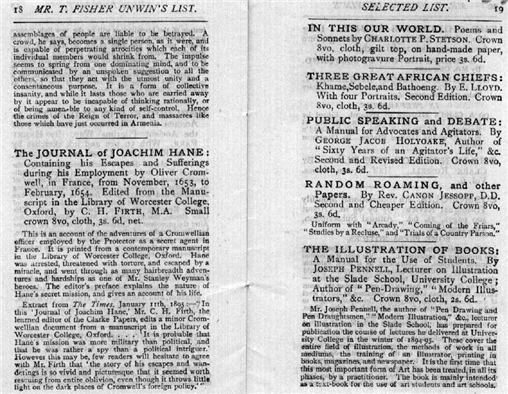 18 MR. T. FISHER UNWIN'S LIST.
assemblages of people are liable to be betrayed. A
crowd, he says, becomes a single person, as it were, and
is capable of perpetrating atrocities which each of its
individual members would shrink from. The impulse
seems to spring from one dominating mind, and to be
communicated by an unspoken suggestion to all the
others, so that they act with the utmost unity and a
consentaneous purpose. It is a form of collective
insanity, and while it lasts those who are carried away
by it appear to be incapable of thinking rationally, or
of being amenable to any kind of self-control. Hence
the crimes of the Reign of Terror, and massacres like
those which have just occurred in Armenia.
The JOURNAL of JOACHIM HANE:
Containing his Escapes and Sufferings
during his Employment by Oliver Crom-
well, in France, from November, 1653, to
February, 1654. Edited from the Manu-
script in the Library of Worcester College,
Oxford, by C. H. FIRTH, M.A. Small
crown 8vo, cloth, 3s. 6d. net.
This is an account of the adventures of a Cromwellian
officer employed by the Protector as a secret agent in
France. It is printed from a contemporary manuscript
in the Library of Worcester College, Oxford. Hane
was arrested, threatened with torture, and escaped by a
miracle, and went through as many hairbreadth adven-
tures and hardships as one of Mr. Stanley Weyman's
heroes. The editor's preface explains the nature of
Hane's secret mission, and gives an account of his life.
Extract from The Times, January 11th, 1895:—"In
this 'Journal of Joachim Hane,' Mr. C. H. Firth, the
learned editor of the Clarke Papers, edits a minor Crom-
wellian document from a manuscript in the Library of
Worcester College, Oxford. . . . 'It is probable that
Hane's mission was more military than political, and
that he was rather a spy than a political intriguer.'
However this may be, few readers will hesitate to agree
with Mr. Firth that 'the story of his escapes and wan-
derings is so vivid and picturesque that it seemed worth
rescuing from entire oblivion, even though it throws little
light on the dark places of Cromwell's foreign policy.'"
SELECTED LIST. 19
IN THIS OUR WORLD. Poems and
Sonnets by CHARLOTTE P. STETSON. Crown
8vo, cloth, gilt top, on hand-made paper,
with photogravure Portrait, price 3s. 6d.
THREE GREAT AFRICAN CHIEFS:
Khame, Sebele, and Bathoeng. By E. LLOYD.
With four Portraits. Second Edition. Crown
8vo, cloth, 3s. 6d.
PUBLIC SPEAKING and DEBATE:
A Manual for Advocates and Agitators. By
GEORGE JACOB HOLYOAKE, Author of
"Sixty Years of an Agitator's Life," &c.
Second and Revised Edition. Crown 8vo,
cloth, 3s. 6d.
RANDOM ROAMING, and other
Papers. By Rev. CANON JESSOPP, D.D.
Second and Cheaper Edition. Crown 8vo,
3s. 6d.
Uniform with "Arcady," "Coming of the Friars,"
"Studies by a Recluse," and "Trials of a Country Parson."
THE ILLUSTRATION OF BOOKS:
A Manual for the Use of Students. By
JOSEPH PENNELL, Lecturer on Illustration
at the Slade School, University College;
Author of "Pen-Drawing," "Modern Illus-
trators," &c. Crown 8vo, cloth, 2s. 6d.
Mr. Joseph Pennell, the author of "Pen Drawing and
Pen Draughtsmen," "Modern Illustration," &c., lecturer
on illustration in the Slade School, has prepared for
publication the course of lectures he delivered at Univer-
sity College in the winter of 1894-95. These cover the
entire field of illustration, the methods of work in all
mediums, the training of an illustrator, printing in
books, magazines, and newspaper. It is the first time that
this most important form of Art has been treated, in all its
phases, by a practitioner. The book is mainly intended
as a text-book for the use of art students and art schools.